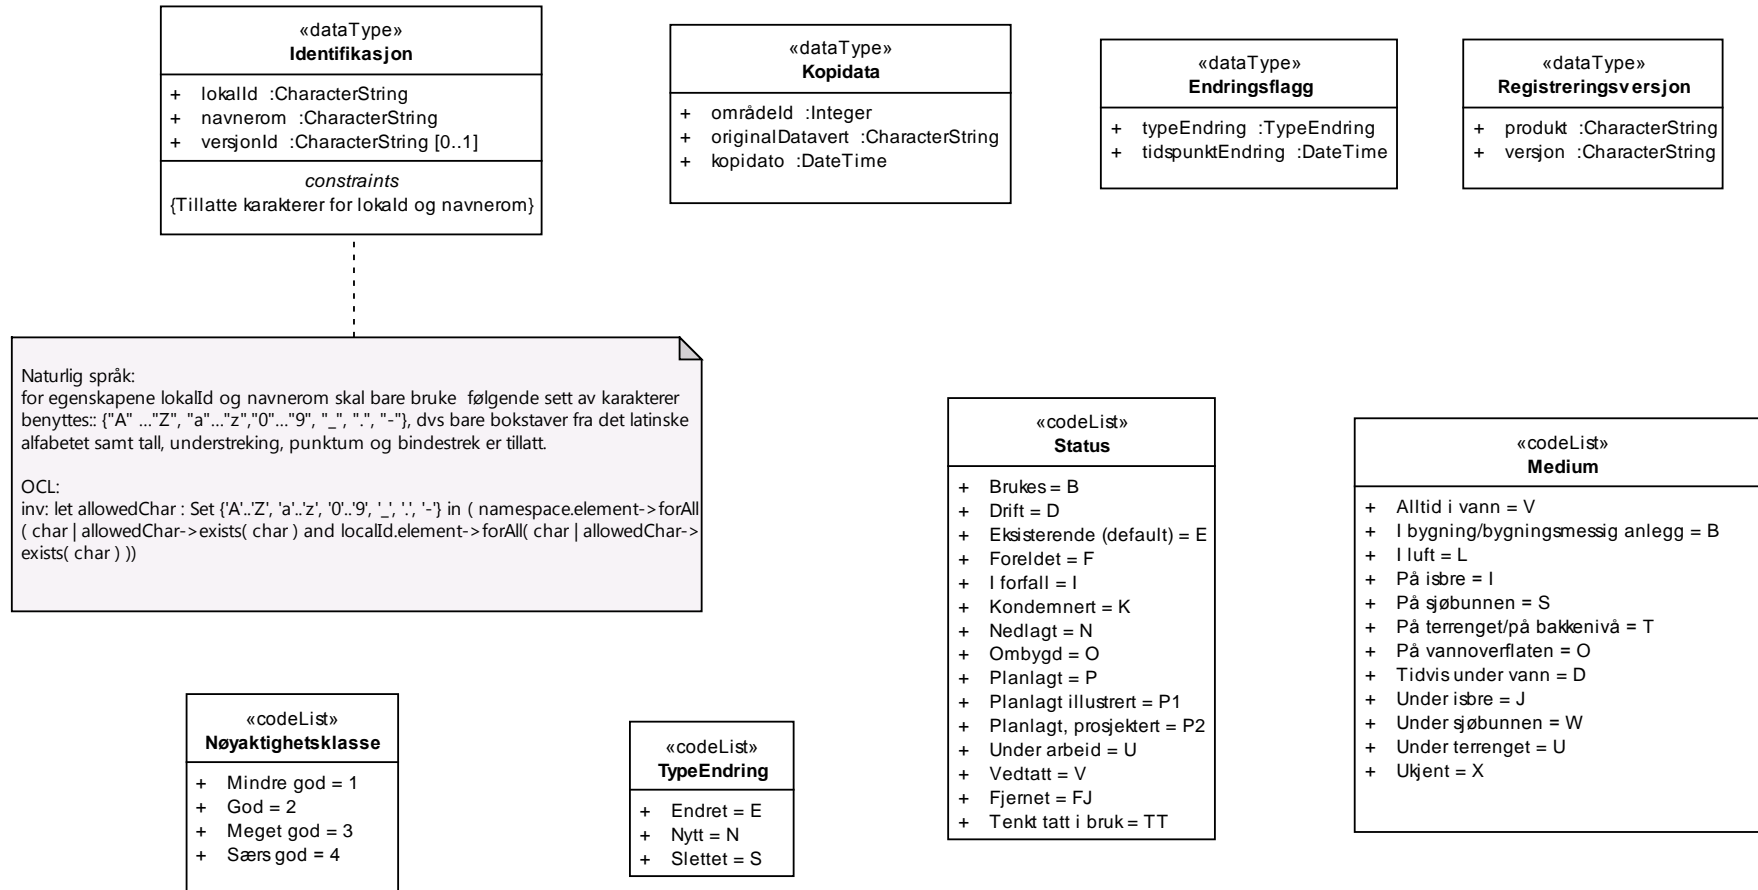 «dataType»
Identifikasjon
+ lokalId :CharacterString
+ navnerom :CharacterString
+ versjonId :CharacterString [0..1]
constraints
{Tillatte karakterer for lokaId og navnerom}
«dataType»
Kopidata
+ områdeId :Integer
+ originalDatavert :CharacterString
+ kopidato :DateTime
«dataType»
Endringsflagg
+ typeEndring :TypeEndring
+ tidspunktEndring :DateTime
«dataType»
Registreringsversjon
+ produkt :CharacterString
+ versjon :CharacterString
Naturlig språk:
for egenskapene lokalId og navnerom skal bare bruke følgende sett av karakterer
benyttes:: {"A" ..."Z", "a"..."z","0"..."9", "_", ".", "-"}, dvs bare bokstaver fra det latinske
alfabetet samt tall, understreking, punktum og bindestrek er tillatt.
OCL:
inv: let allowedChar : Set {'A'..'Z', 'a'..'z', '0'..'9', '_', '.', '-'} in ( namespace.element->forAll
( char | allowedChar->exists( char ) and localId.element->forAll( char | allowedChar->
exists( char ) ))
«codeList»
Status
+ Brukes = B
+ Drift = D
+ Eksisterende (default) = E
+ Foreldet = F
+ I forfall = I
+ Kondemnert = K
+ Nedlagt = N
+ Ombygd = O
+ Planlagt = P
+ Planlagt illustrert = P1
+ Planlagt, prosjektert = P2
+ Under arbeid = U
+ Vedtatt = V
+ Fjernet = FJ
+ Tenkt tatt i bruk = TT
«codeList»
Medium
+ Alltid i vann = V
+ I bygning/bygningsmessig anlegg = B
+ I luft = L
+ På isbre = I
+ På sjøbunnen = S
+ På terrenget/på bakkenivå = T
+ På vannoverflaten = O
+ Tidvis under vann = D
+ Under isbre = J
+ Under sjøbunnen = W
+ Under terrenget = U
+ Ukjent = X
«codeList»
Nøyaktighetsklasse
+ Mindre god = 1
+ God = 2
+ Meget god = 3
+ Særs god = 4
«codeList»
TypeEndring
+ Endret = E
+ Nytt = N
+ Slettet = S